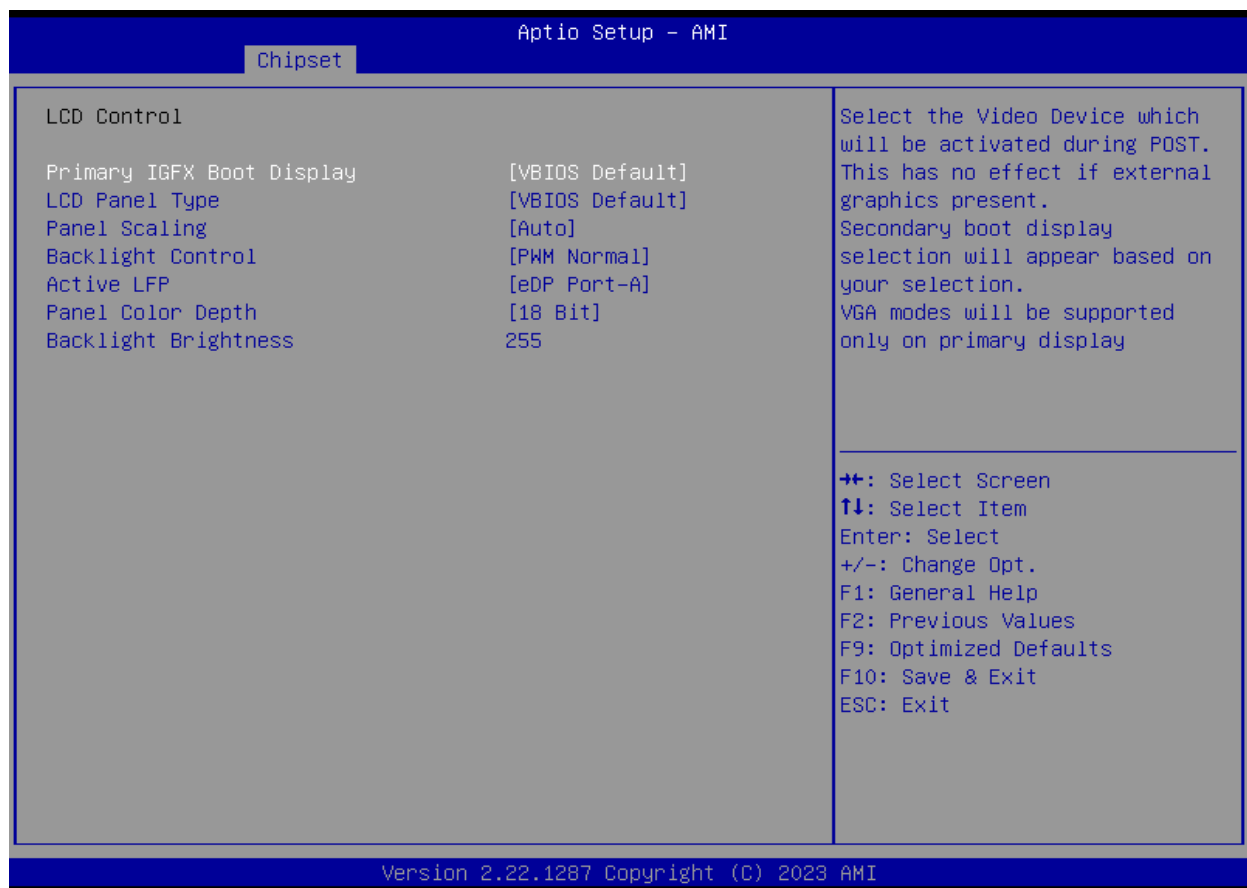 Aptio Setup – AMI
Chipset
LCD Control
Primary IGFX Boot Display [VBIOS Default]
LCD Panel Type [VBIOS Default]
Panel Scaling [Auto]
Backlight Control [PWM Normal]
Active LFP [eDP Port-A]
Panel Color Depth [18 Bit]
Backlight Brightness 255
Select the Video Device which
will be activated during POST.
This has no effect if external
graphics present.
Secondary boot display
selection will appear based on
your selection.
VGA modes will be supported
only on primary display
→←: Select Screen
↑↓: Select Item
Enter: Select
+/-: Change Opt.
F1: General Help
F2: Previous Values
F9: Optimized Defaults
F10: Save & Exit
ESC: Exit
Version 2.22.1287 Copyright (C) 2023 AMI